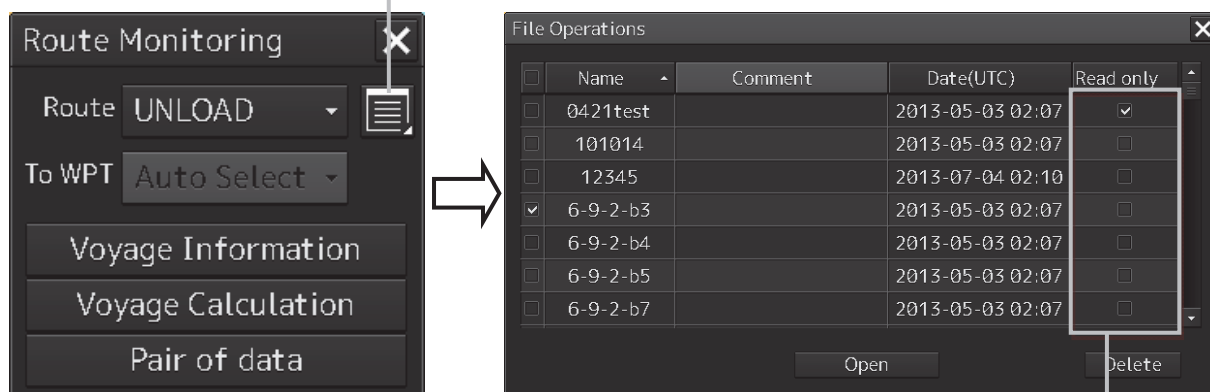 Route Monitoring
Route UNLOAD
To WPT Auto Select
Voyage Information
Voyage Calculation
Pair of data
File Operations
Name Comment Date(UTC) Read only
0421test 2013-05-03 02:07
101014 2013-05-03 02:07
12345 2013-07-04 02:10
6-9-2-b3 2013-05-03 02:07
6-9-2-b4 2013-05-03 02:07
6-9-2-b5 2013-05-03 02:07
6-9-2-b7 2013-05-03 02:07
Open Delete